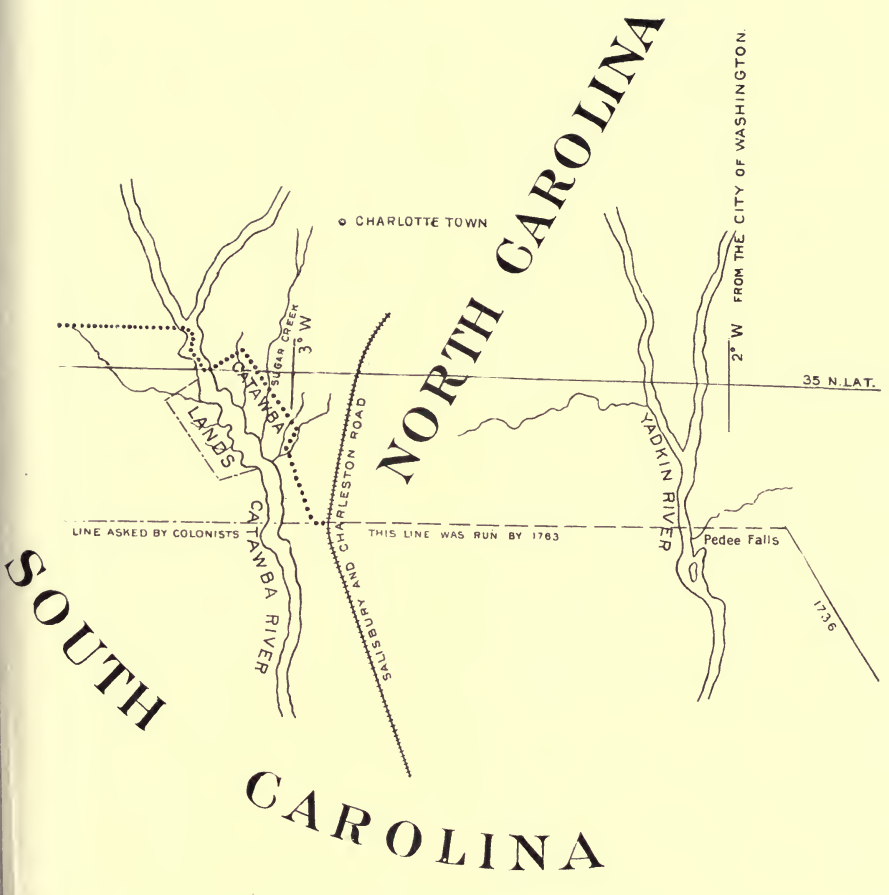 NORTH CAROLINA
2° W FROM THE CITY OF WASHINGTON.
CHARLOTTE TOWN
SUGAR CREEK
3° W
CATAWBA
LANDS
35 N. LAT.
SALISBURY AND CHARLESTON ROAD
YADKIN RIVER
LINE ASKED BY COLONISTS
THIS LINE WAS RUN BY 1763
Pedee Falls
CATAWBA RIVER
1736
SOUTH CAROLINA